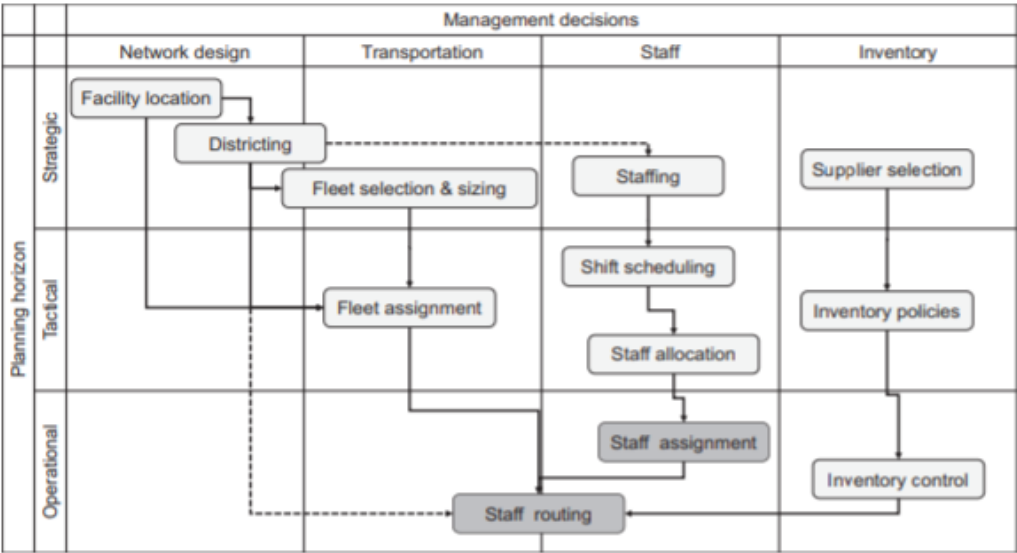 Management decisions
Network design
Transportation
Staff
Inventory
Planning horizon
Strategic
Facility location
Districting
Fleet selection & sizing
Staffing
Supplier selection
Tactical
Shift scheduling
Fleet assignment
Inventory policies
Staff allocation
Operational
Staff assignment
Inventory control
Staff routing